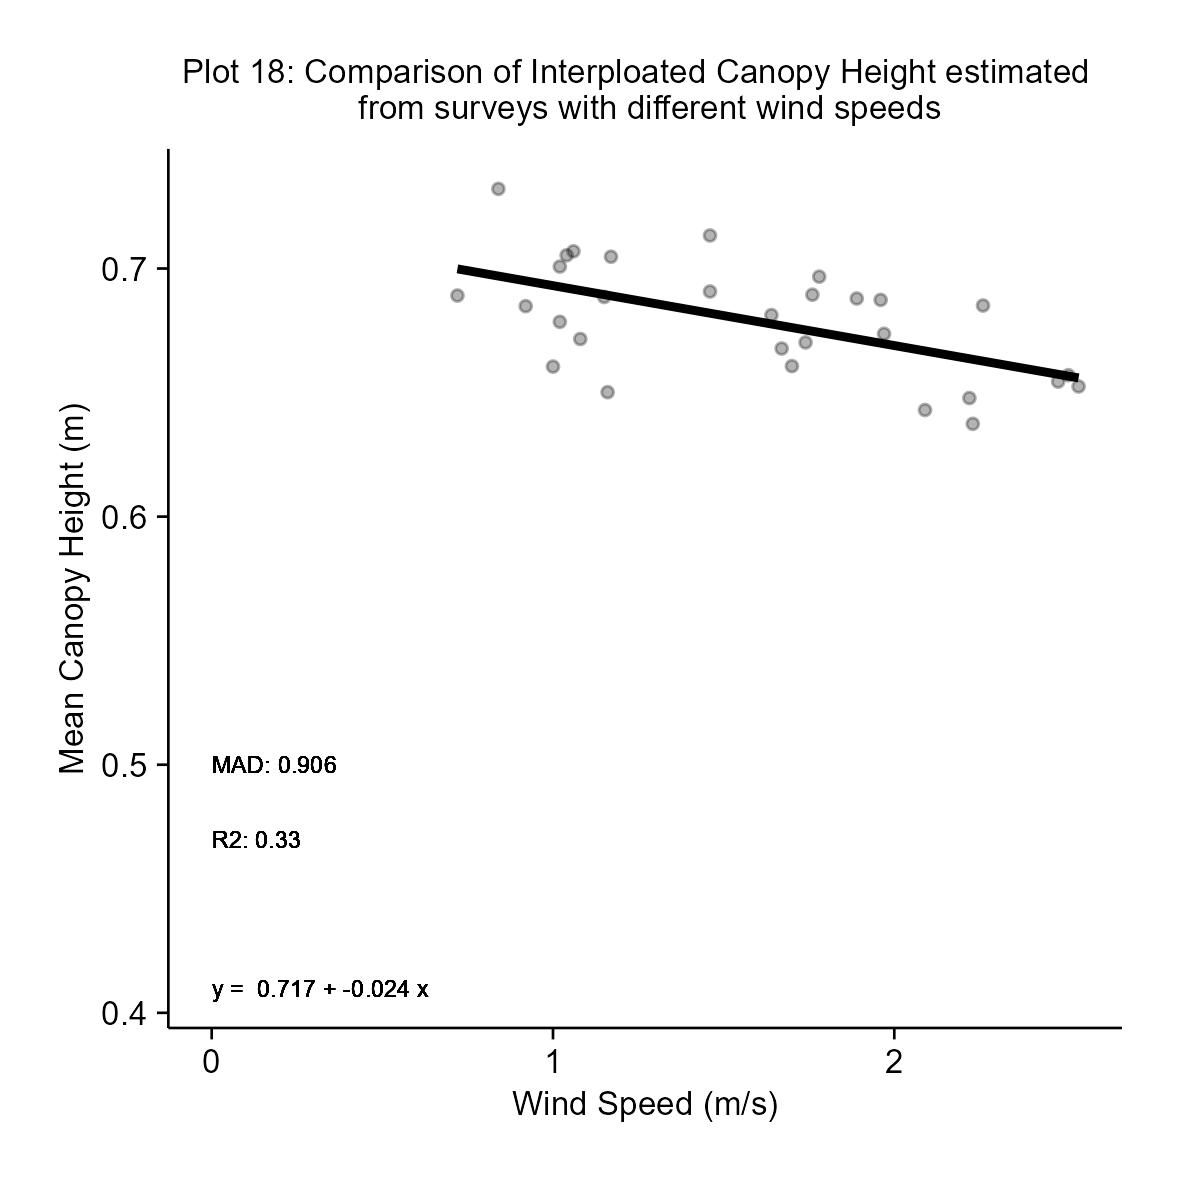 Plot 18: Comparison of Interploated Canopy Height estimated
from surveys with different wind speeds
Mean Canopy Height (m)
0.7
0.6
0.5
0.4
MAD: 0.906
R2: 0.33
y =  0.717 + -0.024 x
0
1
2
Wind Speed (m/s)